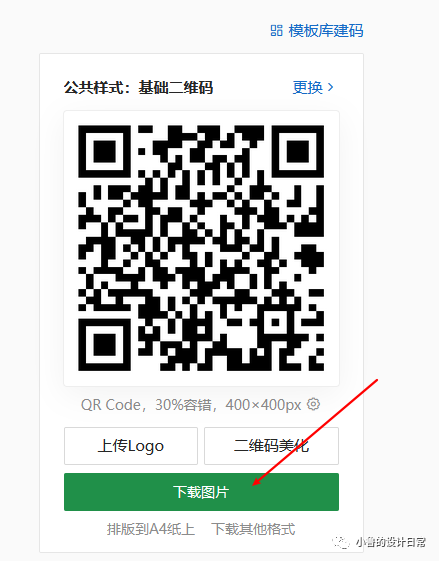 模板库建码
公共样式：基础二维码 更换
QR Code，30%容错，400×400px
上传Logo 二维码美化
下载图片
排版到A4纸上 下载其他格式
小鲁的设计日常